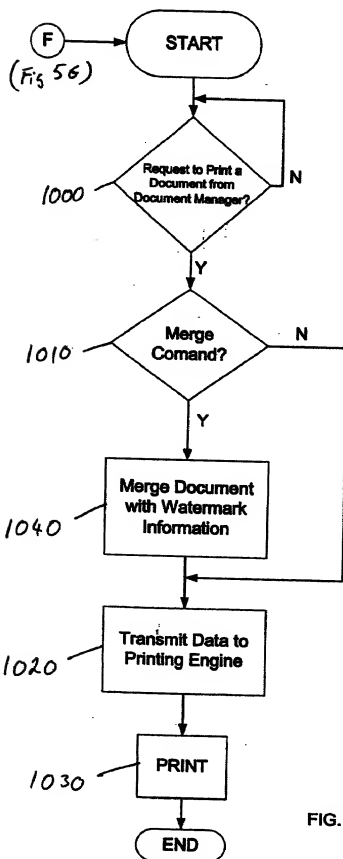 F
START
(Fig 5G)
Request to Print a
Document from
Document Manager?
N
1000
Y
Merge
Comand?
N
1010
Y
Merge Document
with Watermark
Information
1040
Transmit Data to
Printing Engine
1020
PRINT
1030
FIG.
END